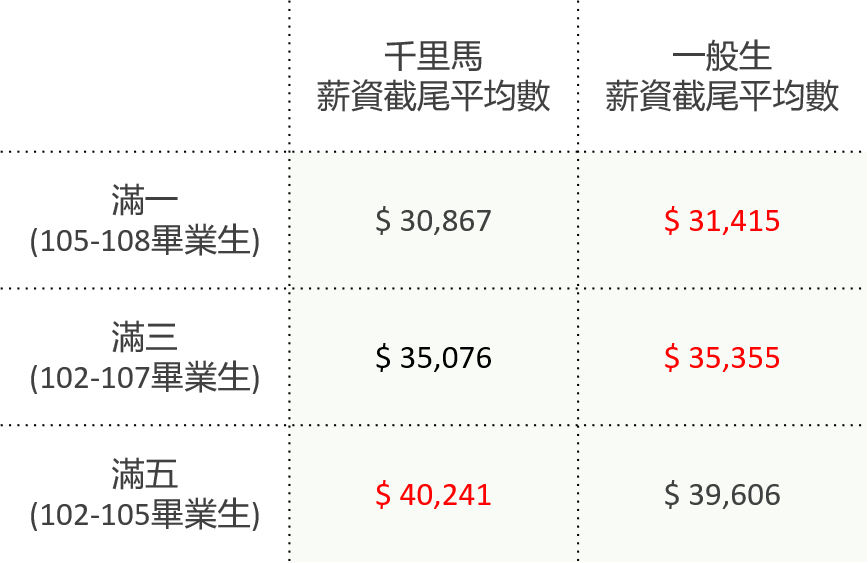 千里馬
薪資截尾平均數
一般生
薪資截尾平均數
滿一
(105-108畢業生)
$ 30,867
$ 31,415
滿三
(102-107畢業生)
$ 35,076
$ 35,355
滿五
(102-105畢業生)
$ 40,241
$ 39,606